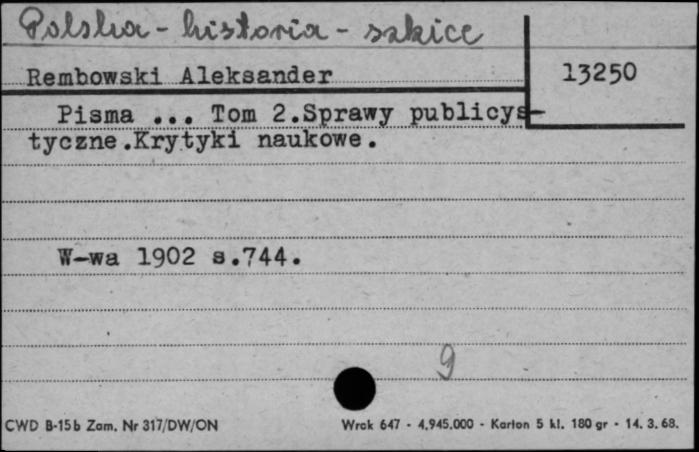 Polska - historia - szkice
Rembowski Aleksander
13250
Pisma ... Tom 2.Sprawy publicys-
tyczne.Krytyki naukowe.
W-wa 1902 s.744.
9
CWD B-15b Zam. Nr 317/DW/ON
Wrck 647 - 4.945.000 - Karton 5 kl. 180 gr - 14. 3. 68.